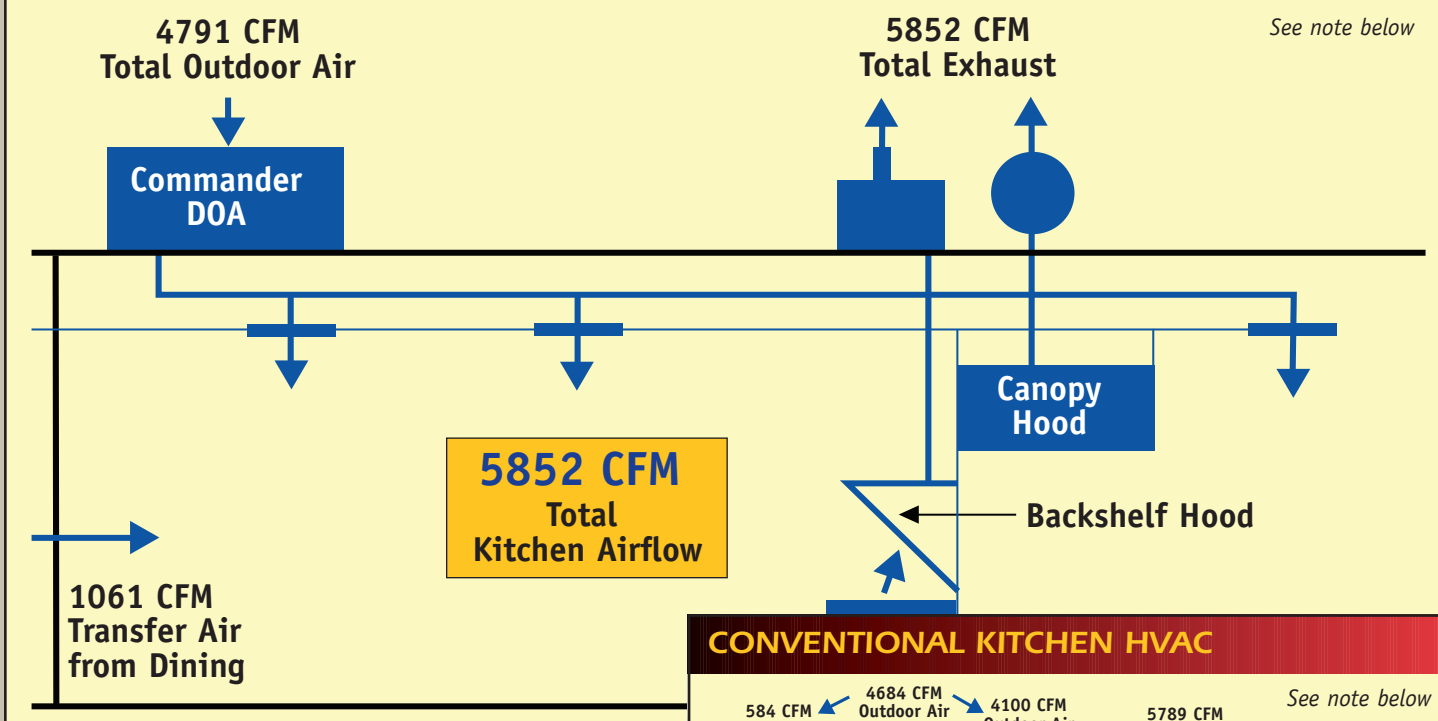 4791 CFM
Total Outdoor Air
5852 CFM
Total Exhaust
See note below
Commander
DOA
Canopy
Hood
5852 CFM
Total
Kitchen Airflow
Backshelf Hood
1061 CFM
Transfer Air
from Dining
CONVENTIONAL KITCHEN HVAC
See note below
584 CFM
4684 CFM
Outdoor Air
4100 CFM
Outdoor Air
5789 CFM